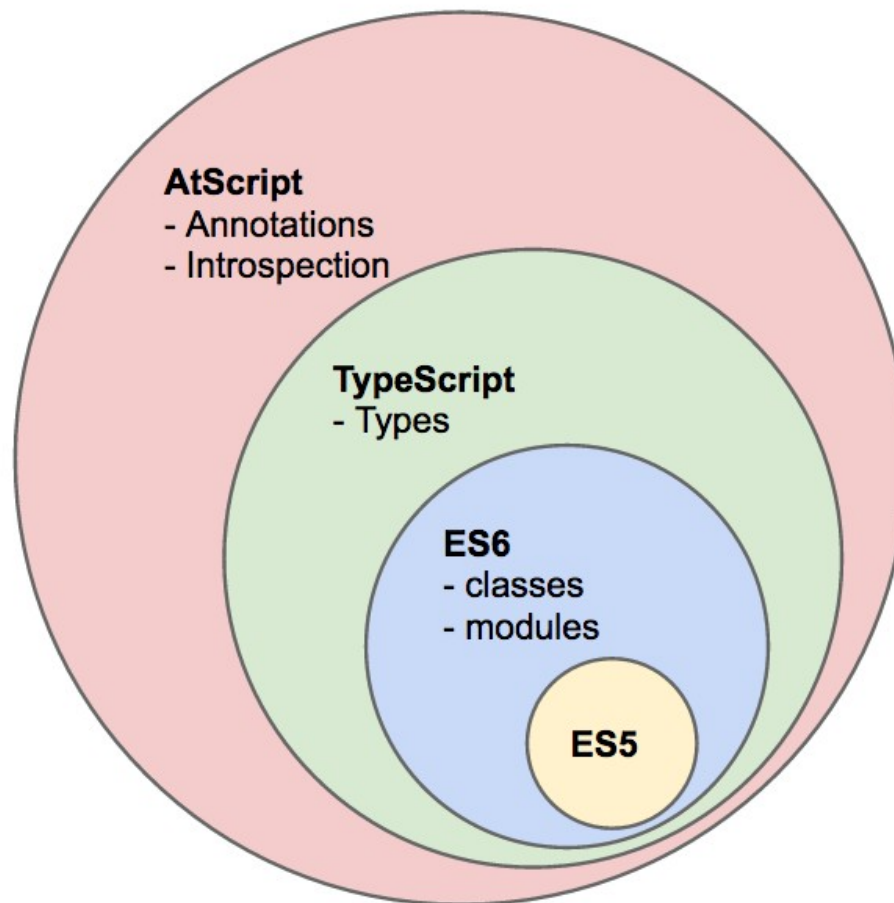 AtScript
- Annotations
- Introspection
TypeScript
- Types
ES6
- classes
- modules
ES5